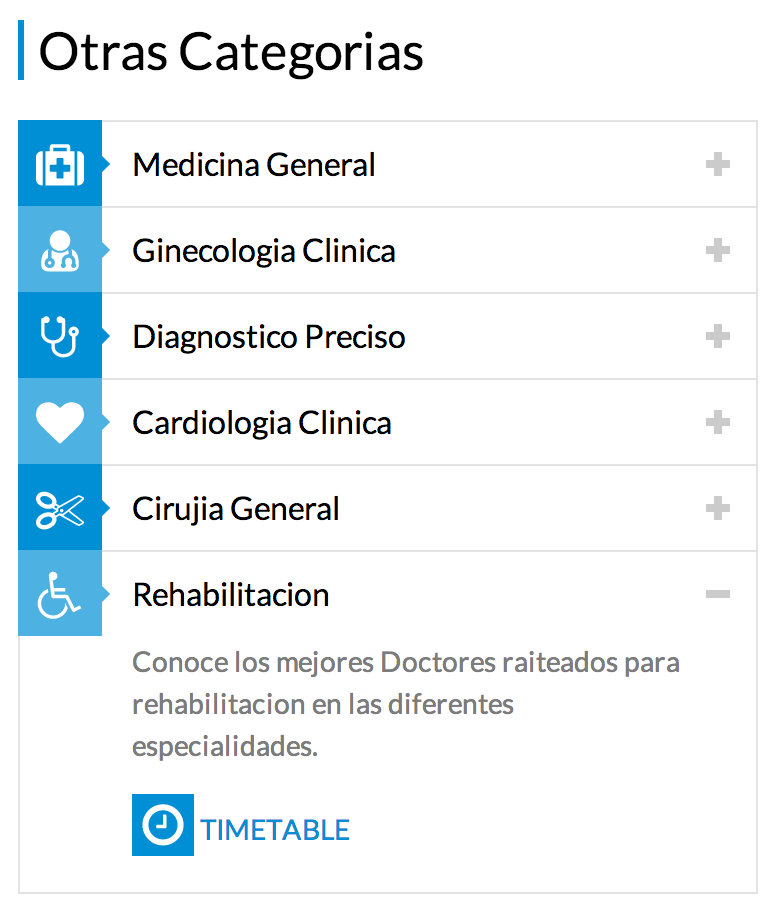 Otras Categorias
Medicina General
Ginecologia Clinica
Diagnostico Preciso
Cardiologia Clinica
Cirujia General
Rehabilitacion
Conoce los mejores Doctores raiteados para
rehabilitacion en las diferentes
especialidades.
TIMETABLE